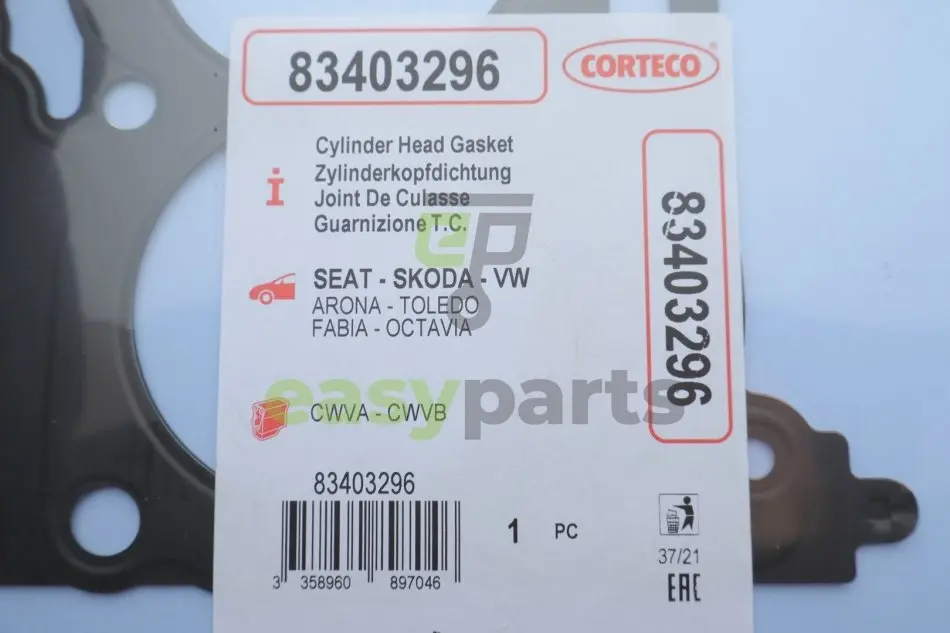 83403296
CORTECO
Cylinder Head Gasket
Zylinderkopfdichtung
Joint De Culasse
Guarnizione T.C.
83403296
SEAT - SKODA - VW
ARONA - TOLEDO
FABIA - OCTAVIA
easyparts
CWVA - CWVB
83403296
3 358960 897046
1 PC
37/21
EAC